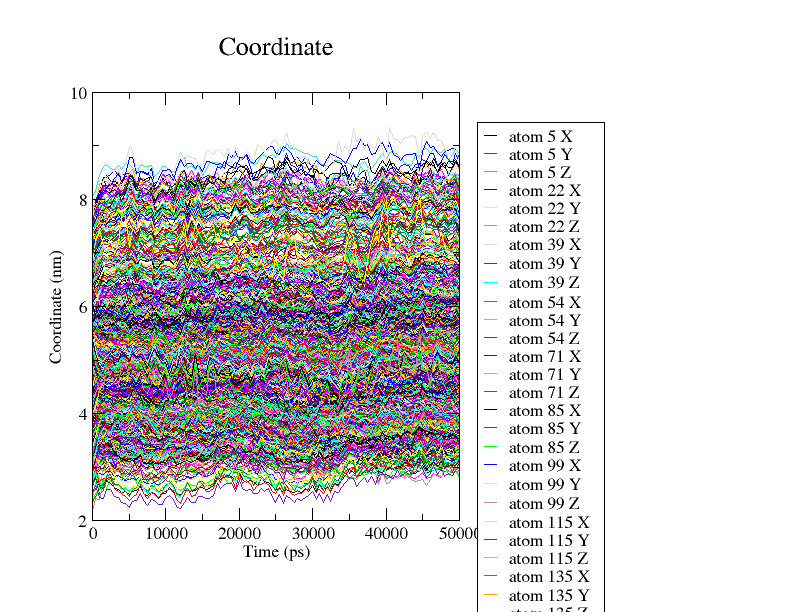 Coordinate
10
8
6
4
2
Coordinate (nm)
0 10000 20000 30000 40000 50000
Time (ps)
atom 5 X
atom 5 Y
atom 5 Z
atom 22 X
atom 22 Y
atom 22 Z
atom 39 X
atom 39 Y
atom 39 Z
atom 54 X
atom 54 Y
atom 54 Z
atom 71 X
atom 71 Y
atom 71 Z
atom 85 X
atom 85 Y
atom 85 Z
atom 99 X
atom 99 Y
atom 99 Z
atom 115 X
atom 115 Y
atom 115 Z
atom 135 X
atom 135 Y
atom 135 Z